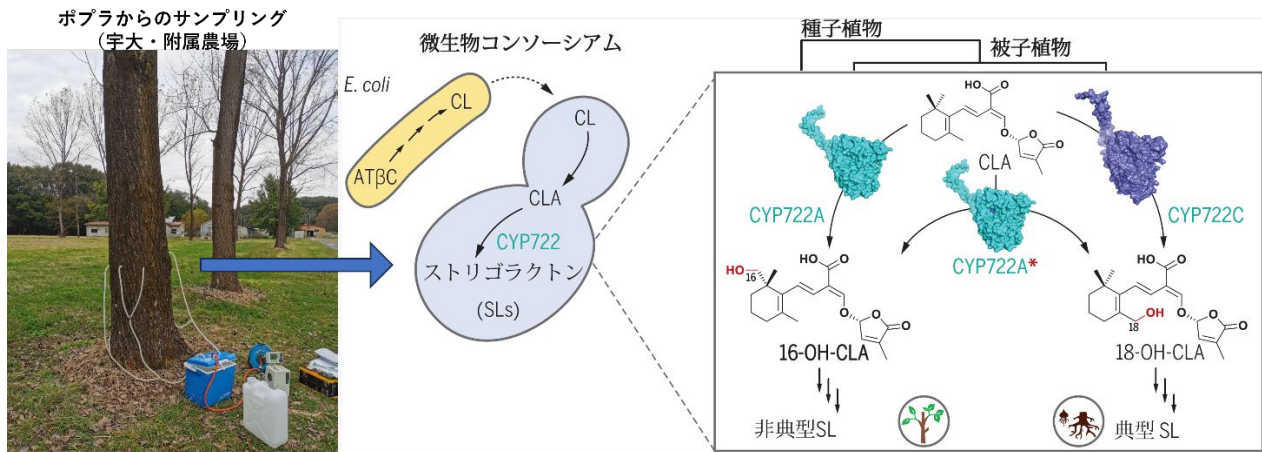 ポプラからのサンプリング
（宇大・附属農場）
微生物コンソーシアム
E. coli
CL
ATβC
CL
CLA
CYP722
ストリゴラクトン
(SLs)
種子植物
被子植物
HO
O
O
O
O
CLA
CYP722A
CYP722C
CYP722A*
HO
16
HO
O
O
O
O
16-OH-CLA
HO
O
OH
18
O
O
O
18-OH-CLA
非典型SL
典型 SL